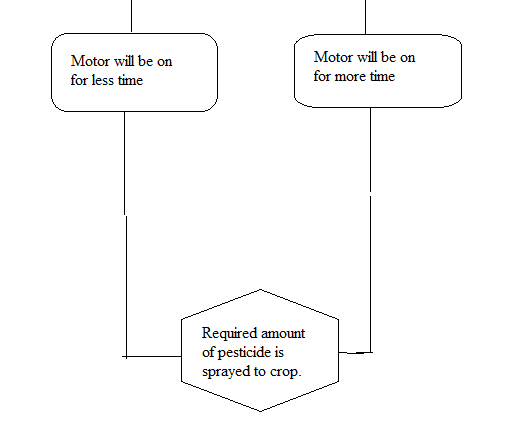 Motor will be on
for less time
Motor will be on
for more time
Required amount
of pesticide is
sprayed to crop.